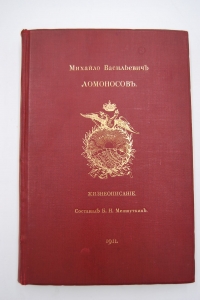 Михайло Васильевичъ
ЛОМОНОСОВЪ.
ЖИЗНЕОПИСАНІЕ.
Составилъ Б. Н. Меншуткинъ.
1911.